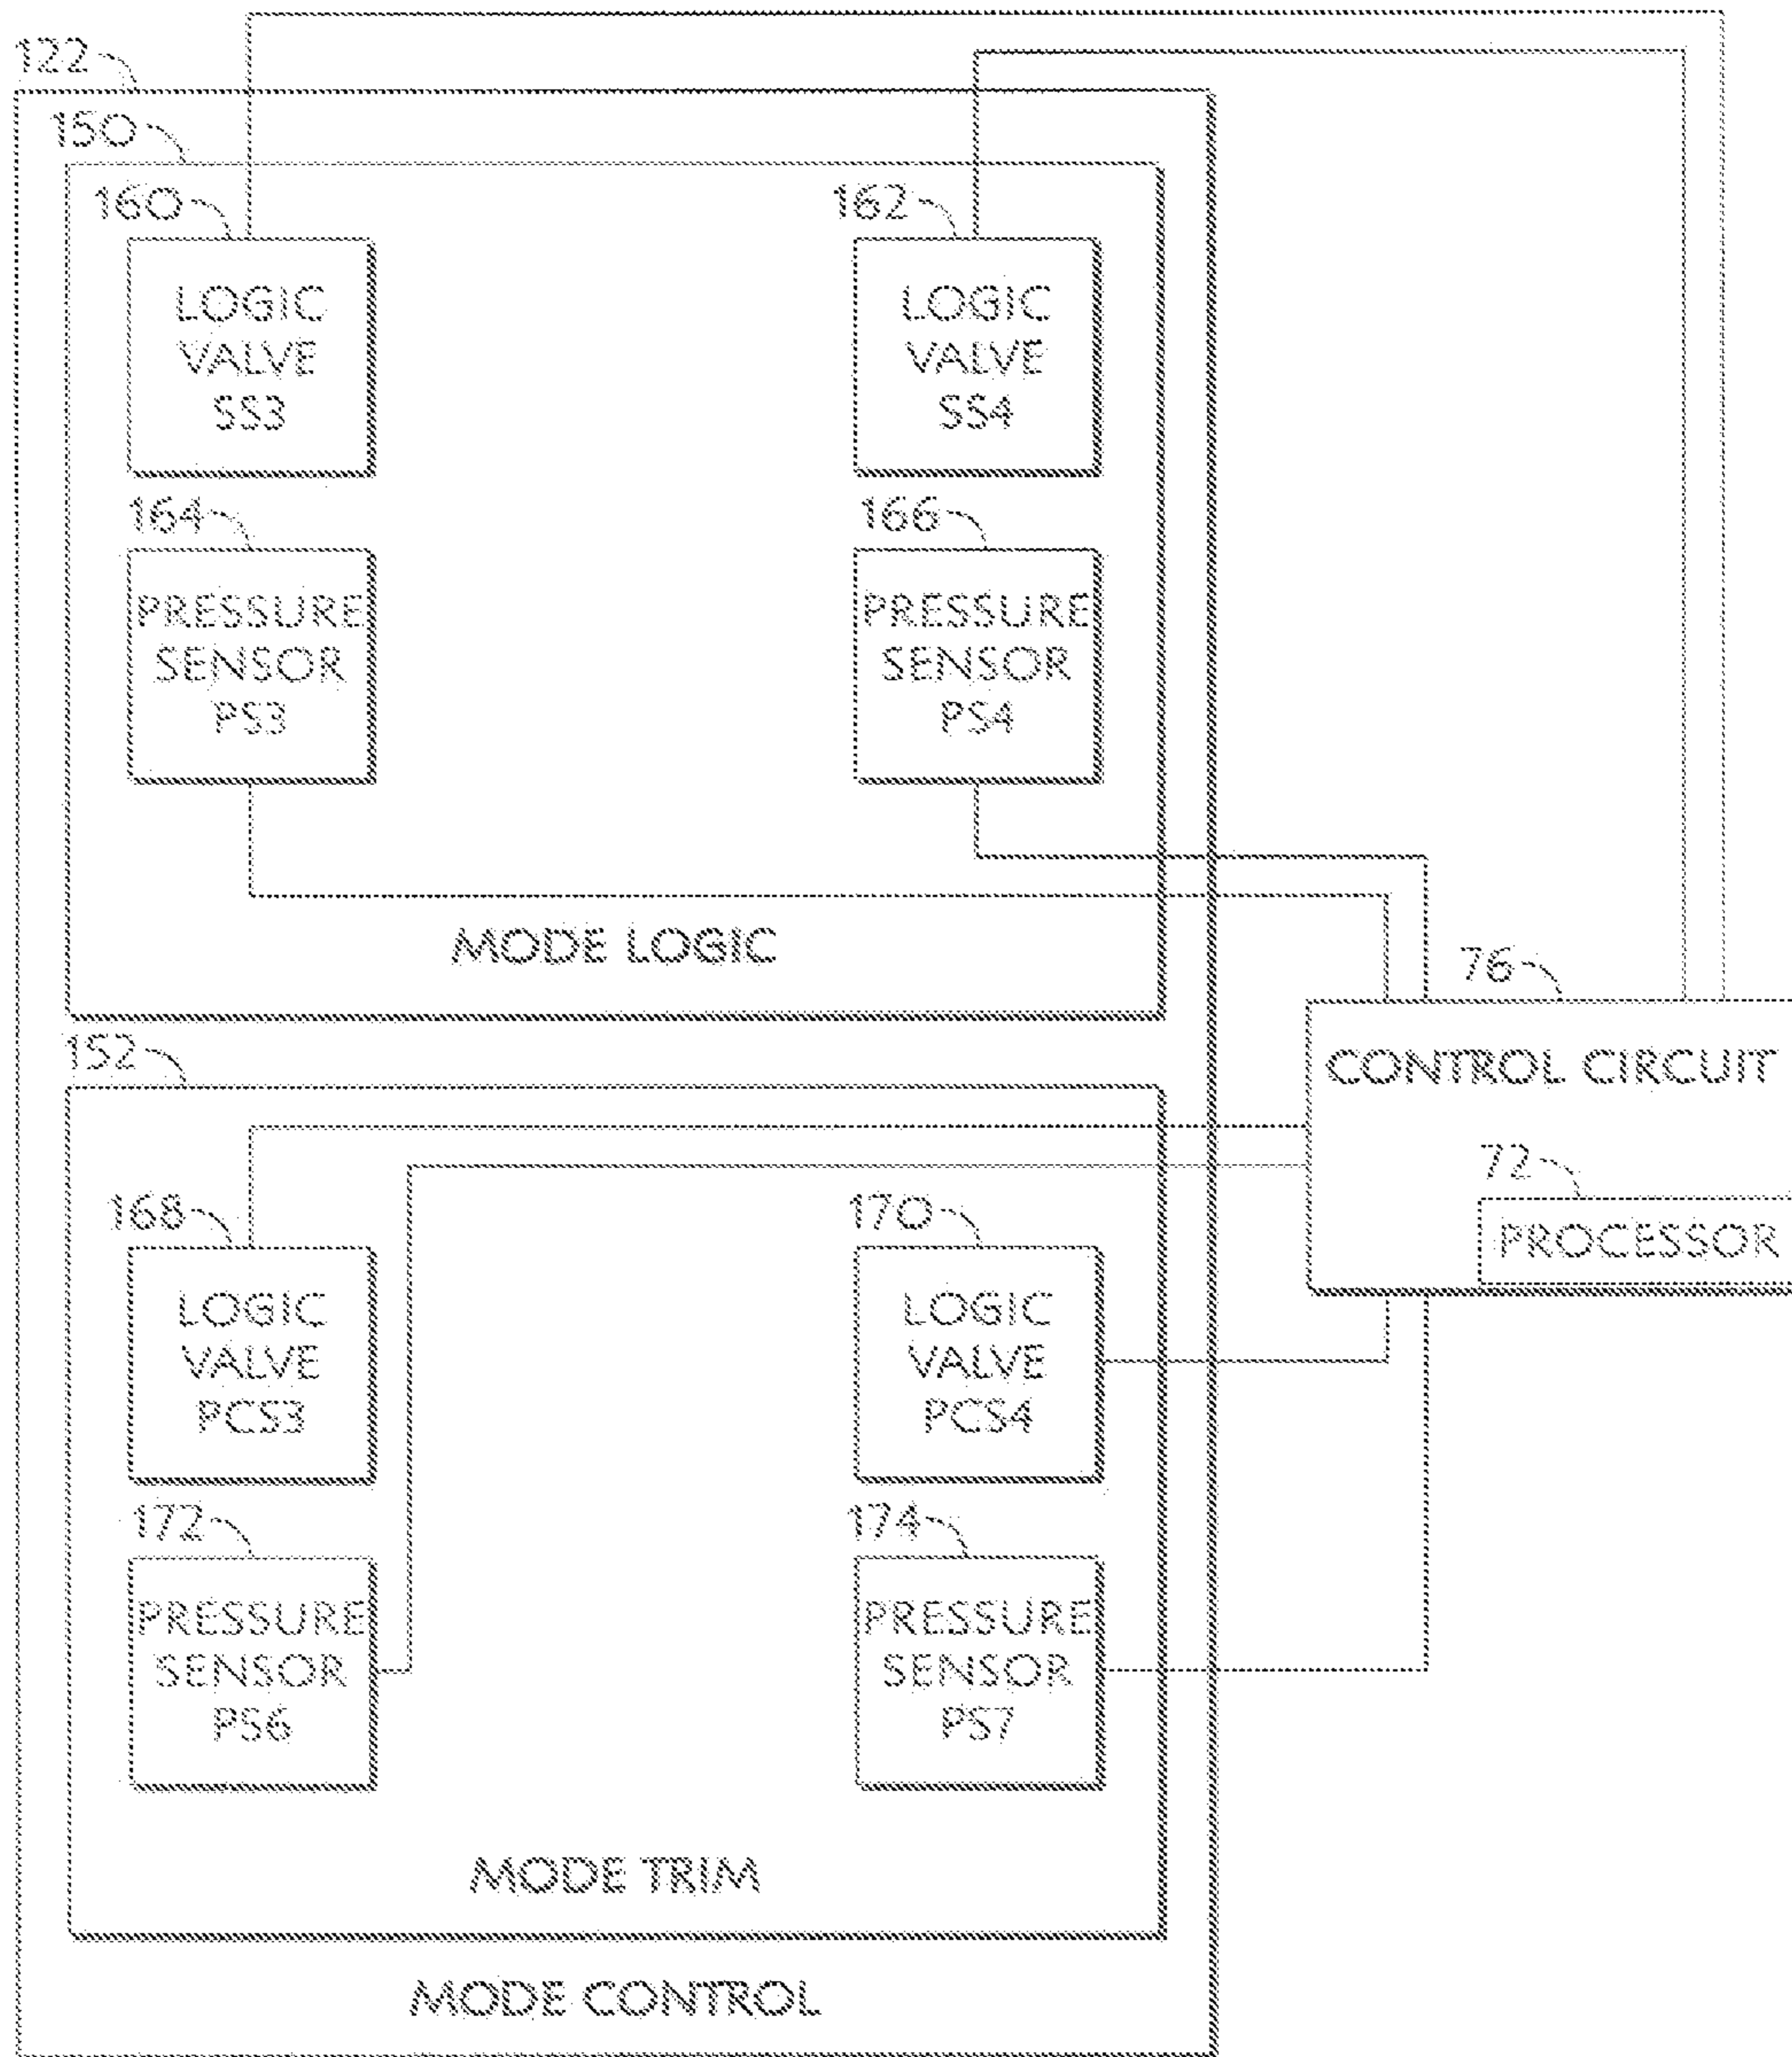 122
150
160
162
LOGIC
VALVE
SS3
LOGIC
VALVE
SS4
164
166
PRESSURE
SENSOR
PS3
PRESSURE
SENSOR
PS4
MODE LOGIC
76
CONTROL CIRCUIT
72
PROCESSOR
152
168
170
LOGIC
VALVE
PCS3
LOGIC
VALVE
PCS4
172
174
PRESSURE
SENSOR
PS6
PRESSURE
SENSOR
PS7
MODE TRIM
MODE CONTROL